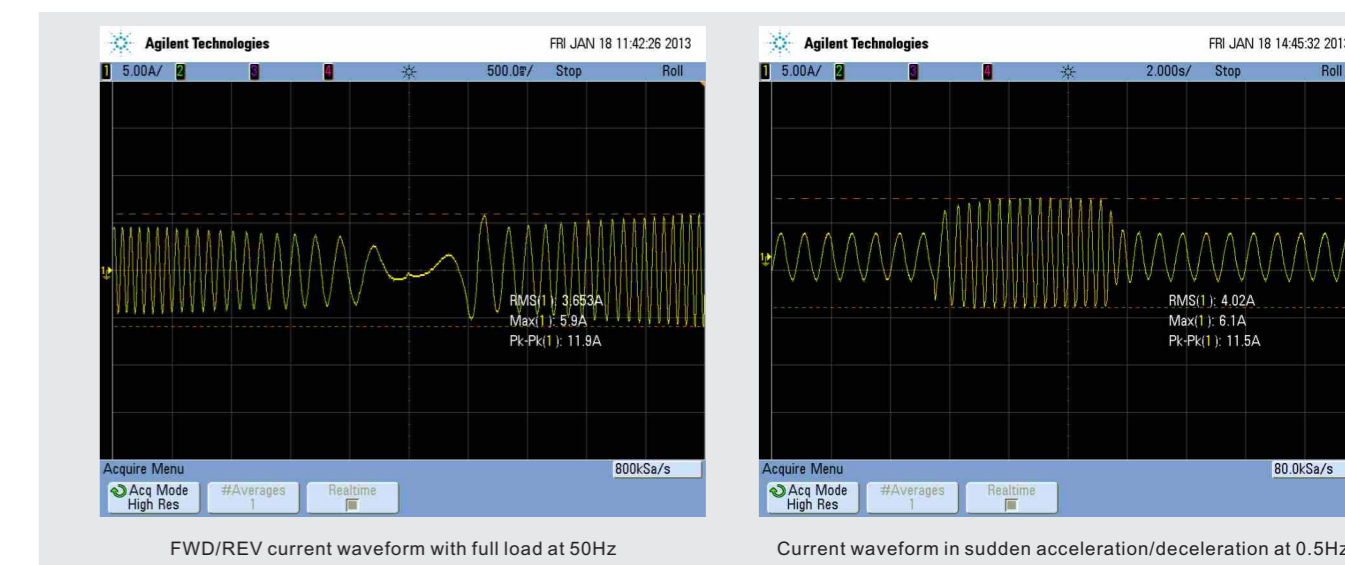 Agilent Technologies FRI JAN 18 11:42:26 2013
1 5.00A/ 2 3 4 500.0ms/ Stop Roll
RMS(1): 3.653A
Max(1): 5.9A
Pk-Pk(1): 11.9A
Acquire Menu 800kSa/s
Acq Mode
High Res
#Averages
1
Realtime
FWD/REV current waveform with full load at 50Hz
Agilent Technologies FRI JAN 18 14:45:32 2013
1 5.00A/ 2 3 4 2.000s/ Stop Roll
RMS(1): 4.02A
Max(1): 6.1A
Pk-Pk(1): 11.5A
Acquire Menu 80.0kSa/s
Acq Mode
High Res
#Averages
1
Realtime
Current waveform in sudden acceleration/deceleration at 0.5Hz